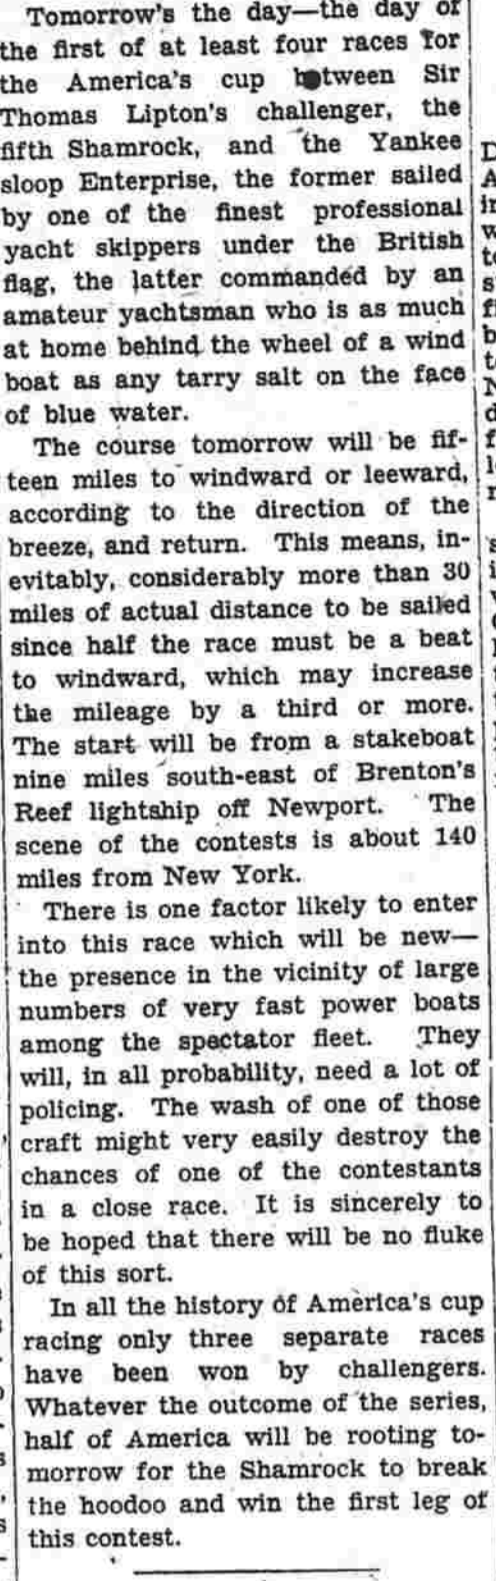 Tomorrow's the day—the day of
the first of at least four races for
the America's cup between Sir
Thomas Lipton's challenger, the
fifth Shamrock, and the Yankee
sloop Enterprise, the former sailed
by one of the finest professional
yacht skippers under the British
flag, the latter commanded by an
amateur yachtsman who is as much
at home behind the wheel of a wind
boat as any tarry salt on the face
of blue water.
The course tomorrow will be fif-
teen miles to windward or leeward,
according to the direction of the
breeze, and return. This means, in-
evitably, considerably more than 30
miles of actual distance to be sailed
since half the race must be a beat
to windward, which may increase
the mileage by a third or more.
The start will be from a stakeboat
nine miles south-east of Brenton's
Reef lightship off Newport. The
scene of the contests is about 140
miles from New York.
There is one factor likely to enter
into this race which will be new—
the presence in the vicinity of large
numbers of very fast power boats
among the spectator fleet. They
will, in all probability, need a lot of
policing. The wash of one of those
craft might very easily destroy the
chances of one of the contestants
in a close race. It is sincerely to
be hoped that there will be no fluke
of this sort.
In all the history of America's cup
racing only three separate races
have been won by challengers.
Whatever the outcome of the series,
half of America will be rooting to-
morrow for the Shamrock to break
the hoodoo and win the first leg of
this contest.